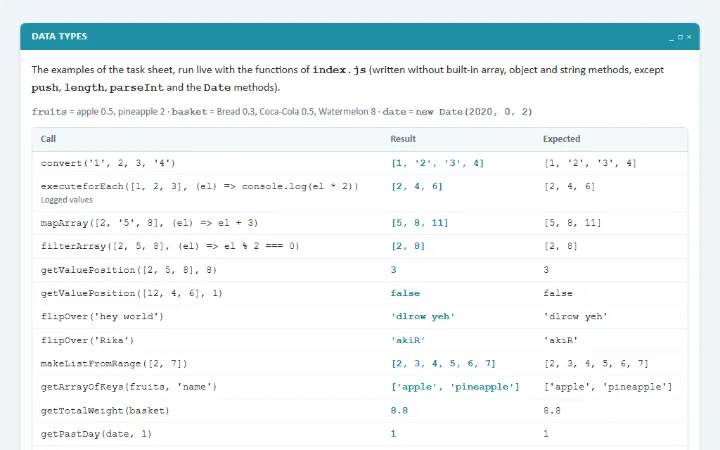 DATA TYPES
The examples of the task sheet, run live with the functions of index.js (written without built-in array, object and string methods, except
push, length, parseInt and the Date methods).
fruits = apple 0.5, pineapple 2 · basket = Bread 0.3, Coca-Cola 0.5, Watermelon 8 · date = new Date(2020, 0, 2)
Call Result Expected
convert('1', 2, 3, '4') [1, '2', '3', 4] [1, '2', '3', 4]
executeforEach([1, 2, 3], (el) => console.log(el * 2)) [2, 4, 6] [2, 4, 6]
Logged values
mapArray([2, '5', 8], (el) => el + 3) [5, 8, 11] [5, 8, 11]
filterArray([2, 5, 8], (el) => el % 2 === 0) [2, 8] [2, 8]
getValuePosition([2, 5, 8], 8) 3 3
getValuePosition([12, 4, 6], 1) false false
flipOver('hey world') 'dlrow yeh' 'dlrow yeh'
flipOver('Rika') 'akiR' 'akiR'
makeListFromRange([2, 7]) [2, 3, 4, 5, 6, 7] [2, 3, 4, 5, 6, 7]
getArrayOfKeys(fruits, 'name') ['apple', 'pineapple'] ['apple', 'pineapple']
getTotalWeight(basket) 8.8 8.8
getPastDay(date, 1) 1 1